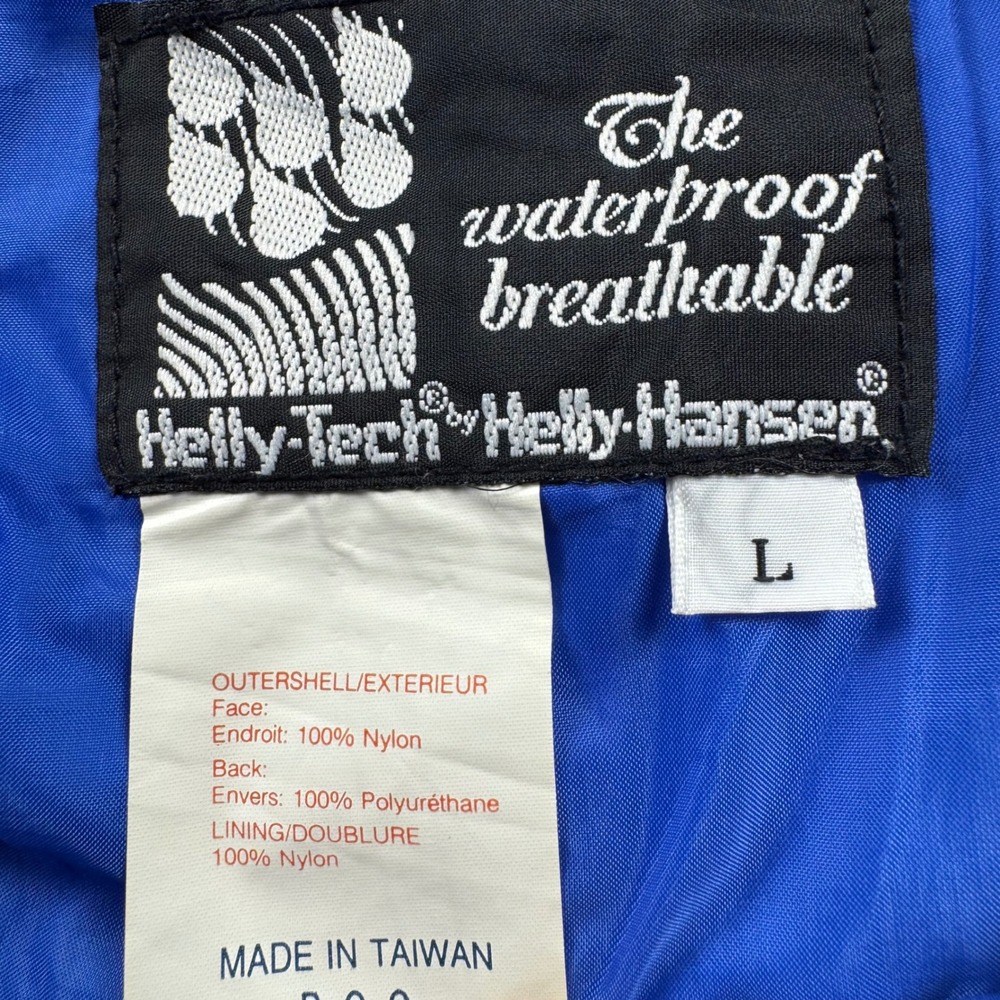 The
waterproof
breathable
Helly-Tech® by Helly-Hansen®
L
OUTERSHELL/EXTERIEUR
Face:
Endroit: 100% Nylon
Back:
Envers: 100% Polyuréthane
LINING/DOUBLURE
100% Nylon
MADE IN TAIWAN